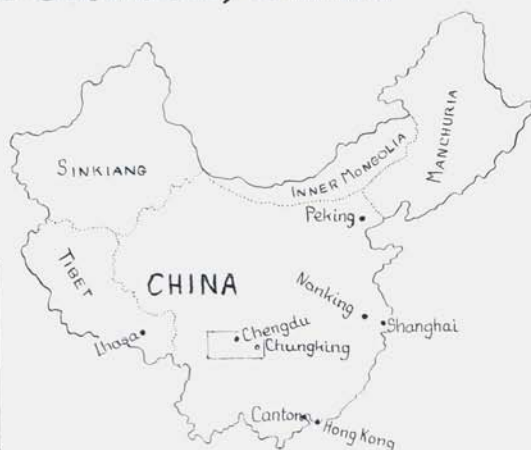 SINKIANG
INNER MONGOLIA
MANCHURIA
Peking
TIBET
CHINA
Nanking
Shanghai
Lhasa
Chengdu
Chungking
Canton
Hong Kong